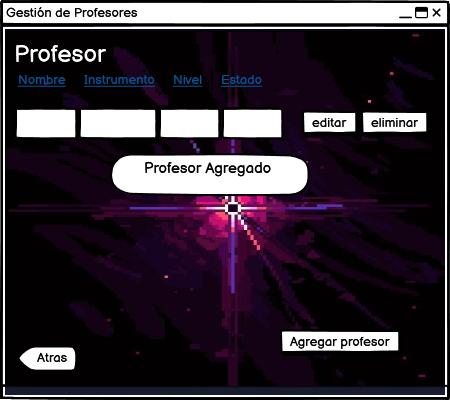 Gestión de Profesores
Profesor
Nombre Instrumento Nivel Estado
editar eliminar
Profesor Agregado
Agregar profesor
Atras